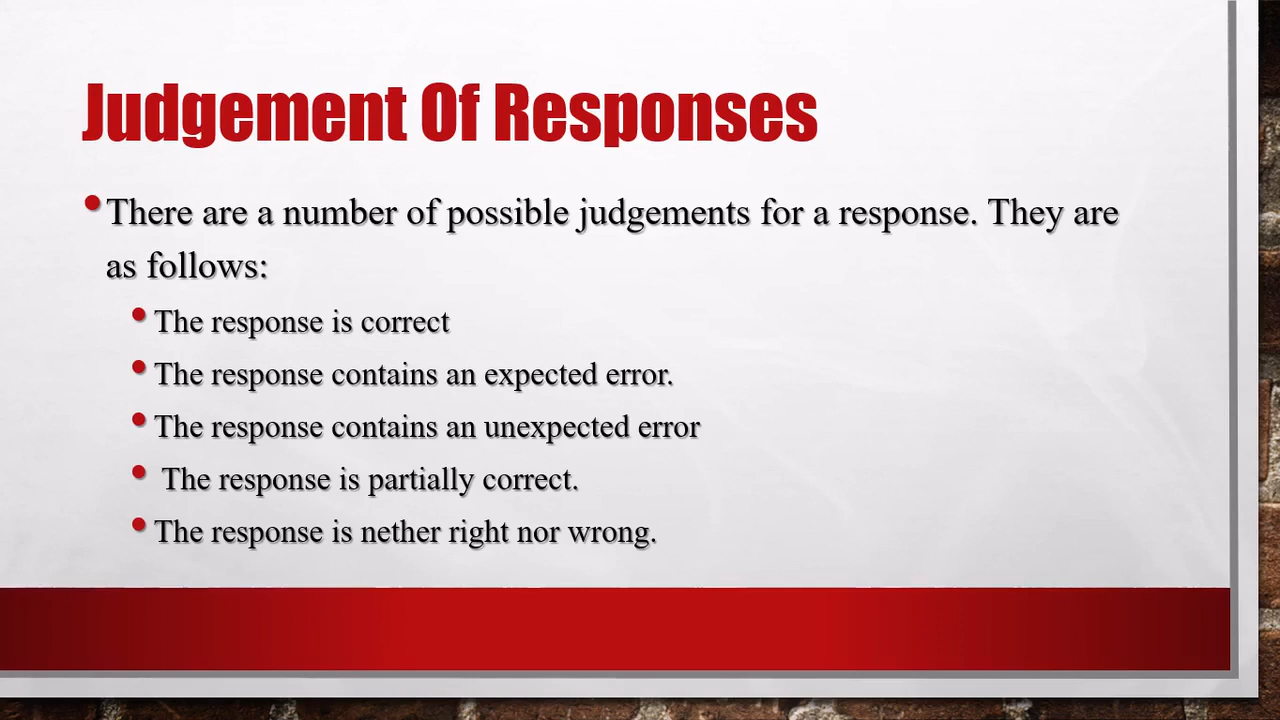 Judgement Of Responses
• There are a number of possible judgements for a response. They are
as follows:
• The response is correct
• The response contains an expected error.
• The response contains an unexpected error
• The response is partially correct.
• The response is nether right nor wrong.